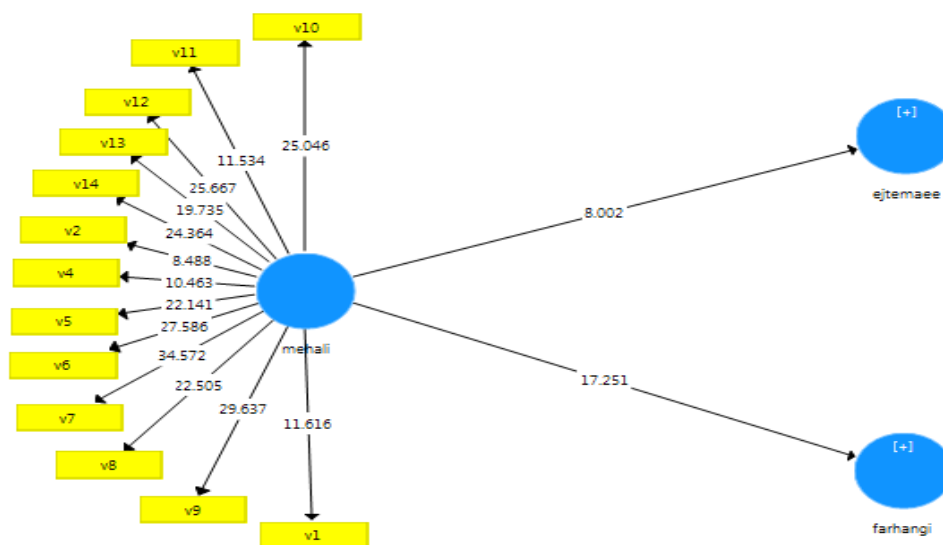 v10
v11
v12
v13
v14
v2
v4
v5
v6
v7
v8
v9
v1
25.046
11.534
25.667
19.735
24.364
8.488
10.463
22.141
27.586
34.572
22.505
29.637
11.616
mehali
8.002
17.251
[+]
ejtemaee
[+]
farhangi